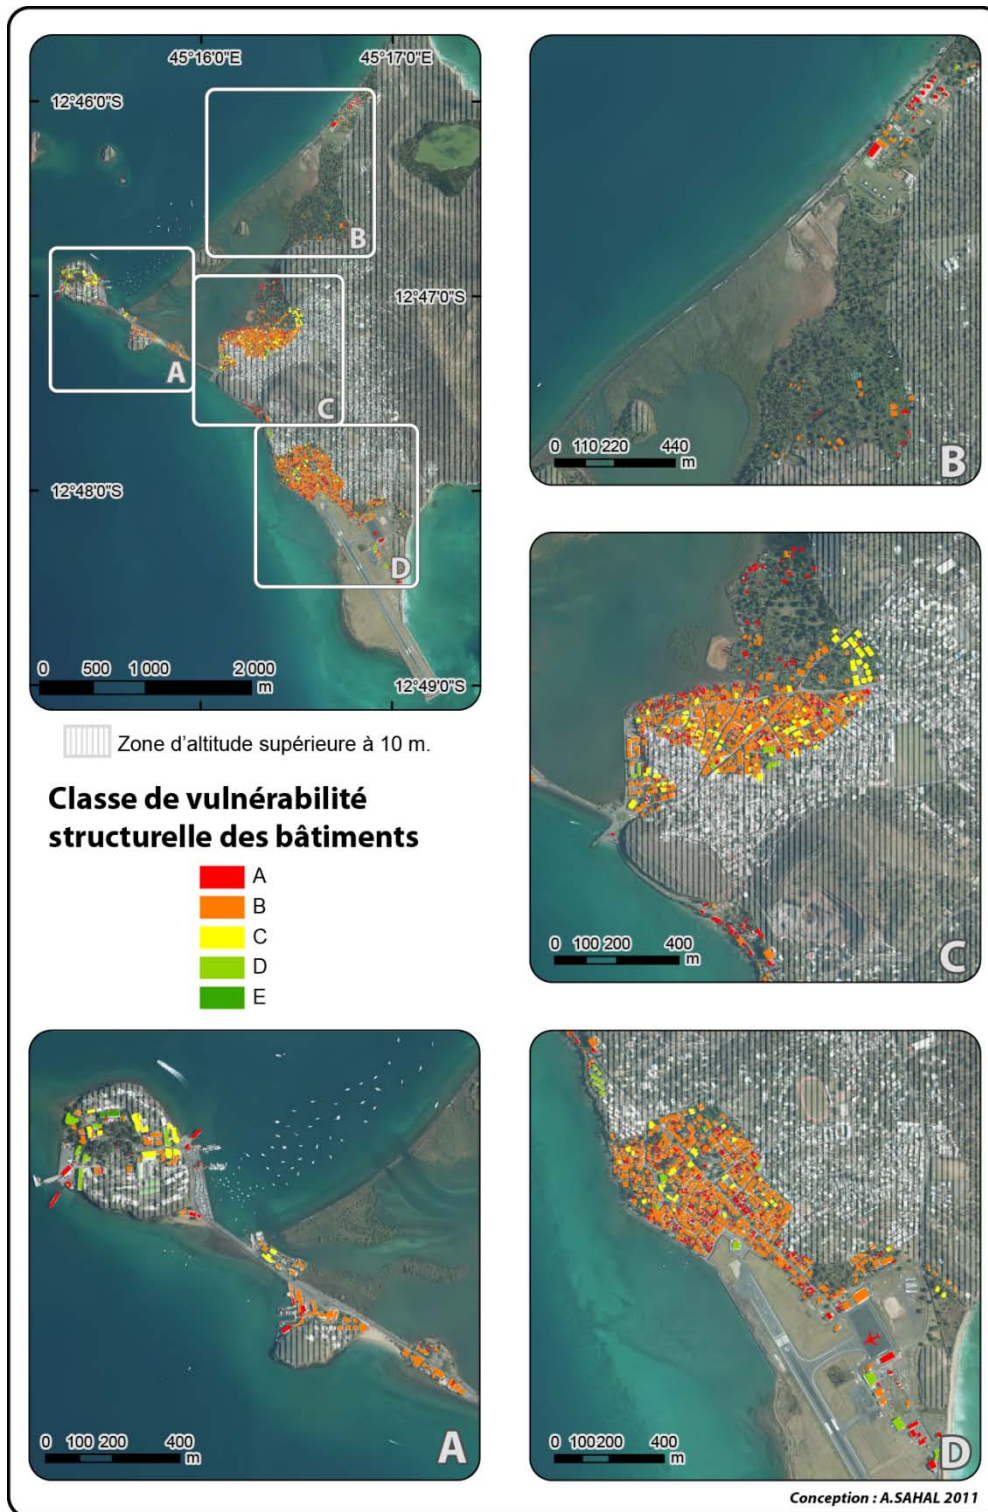 45°16'0"E
45°17'0"E
12°46'0"S
B
12°47'0"S
A
C
12°48'0"S
D
12°49'0"S
0 500 1 000 2 000
m
Zone d'altitude supérieure à 10 m.
Classe de vulnérabilité
structurelle des bâtiments
A
B
C
D
E
0 110 220 440
m
B
0 100 200 400
m
C
0 100 200 400
m
A
0 100 200 400
m
D
Conception : A.SAHAL 2011